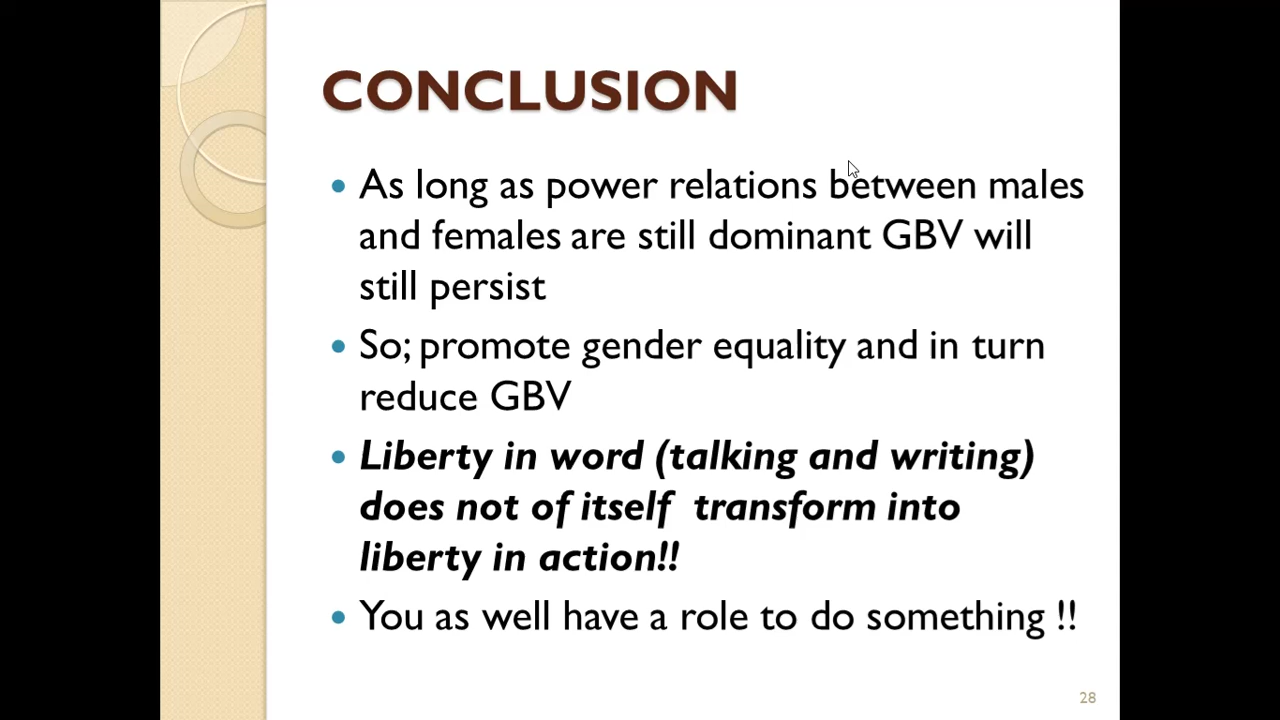 CONCLUSION
• As long as power relations between males
and females are still dominant GBV will
still persist
• So; promote gender equality and in turn
reduce GBV
• Liberty in word (talking and writing)
does not of itself  transform into
liberty in action!!
• You as well have a role to do something !!
28